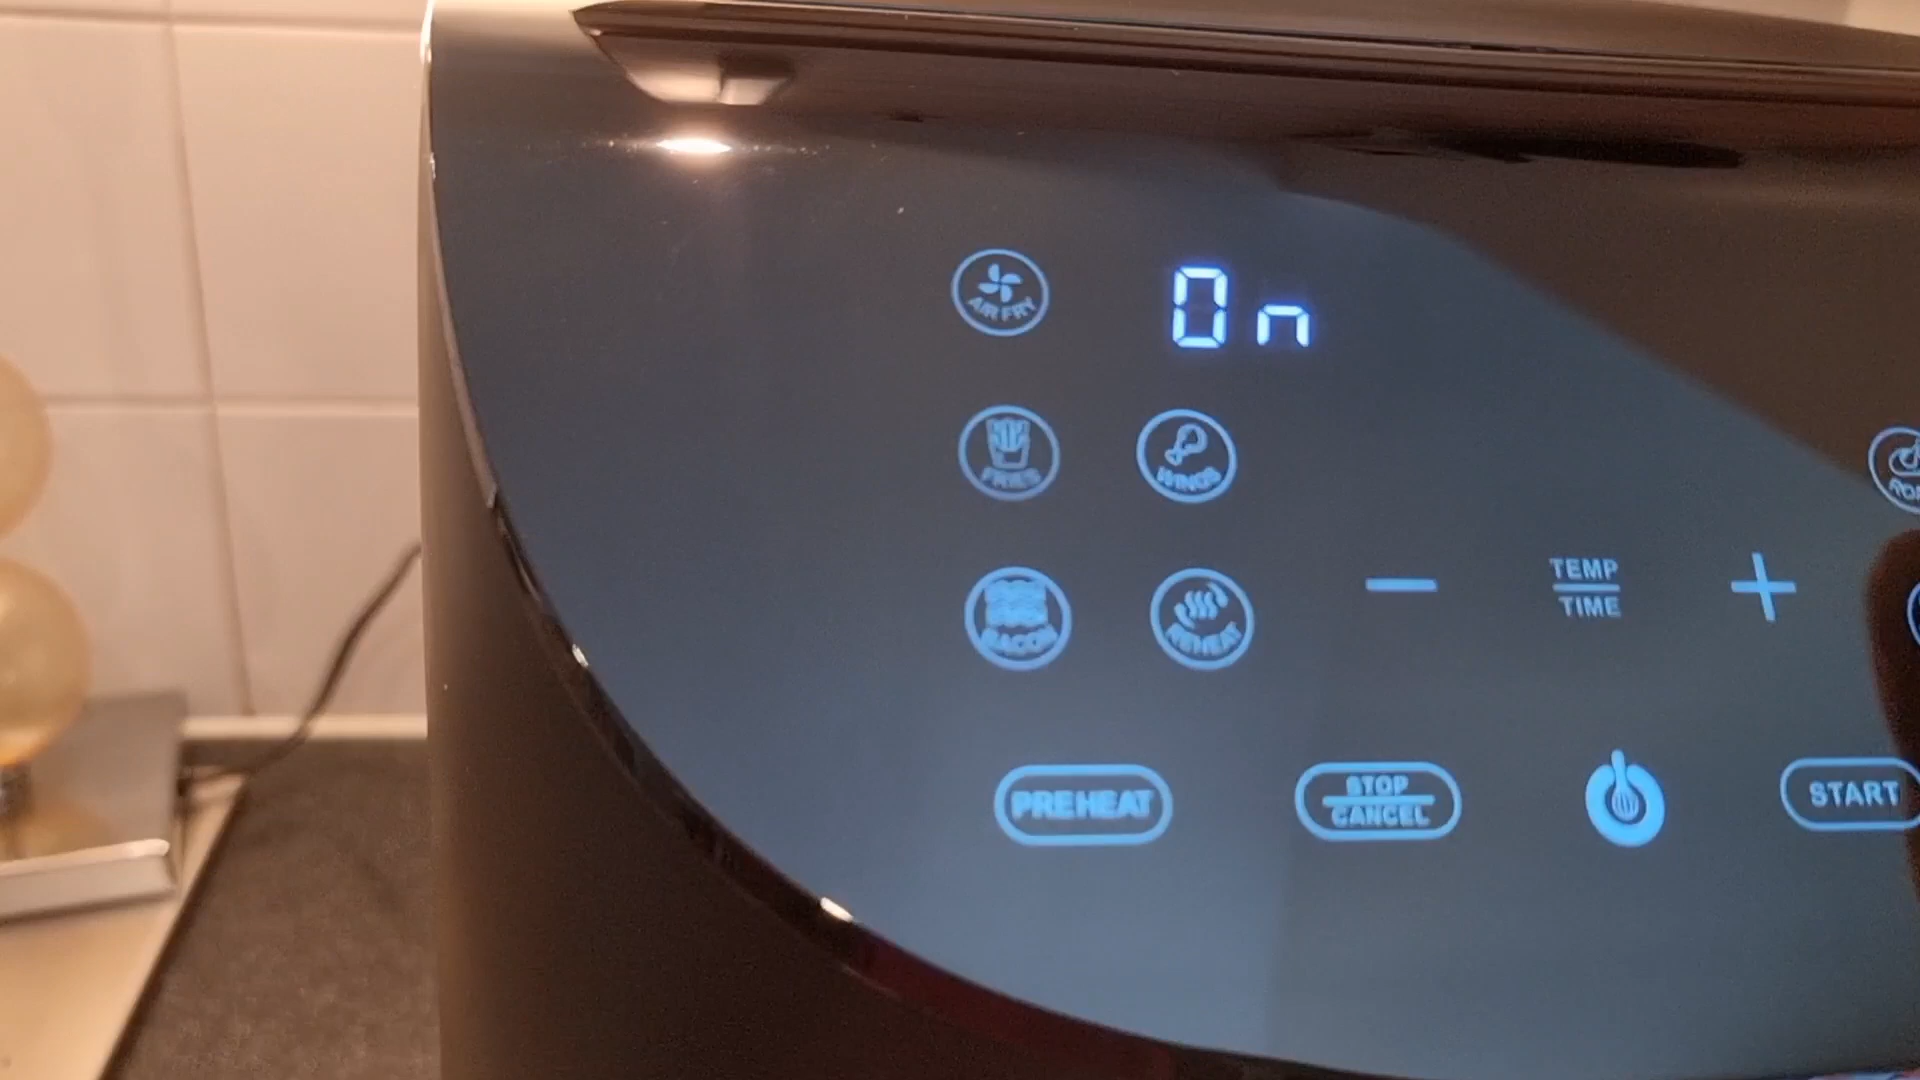 AIR FRY
On
FRIES
WINGS
BACON
REHEAT
TEMP
TIME
PREHEAT
STOP
CANCEL
START